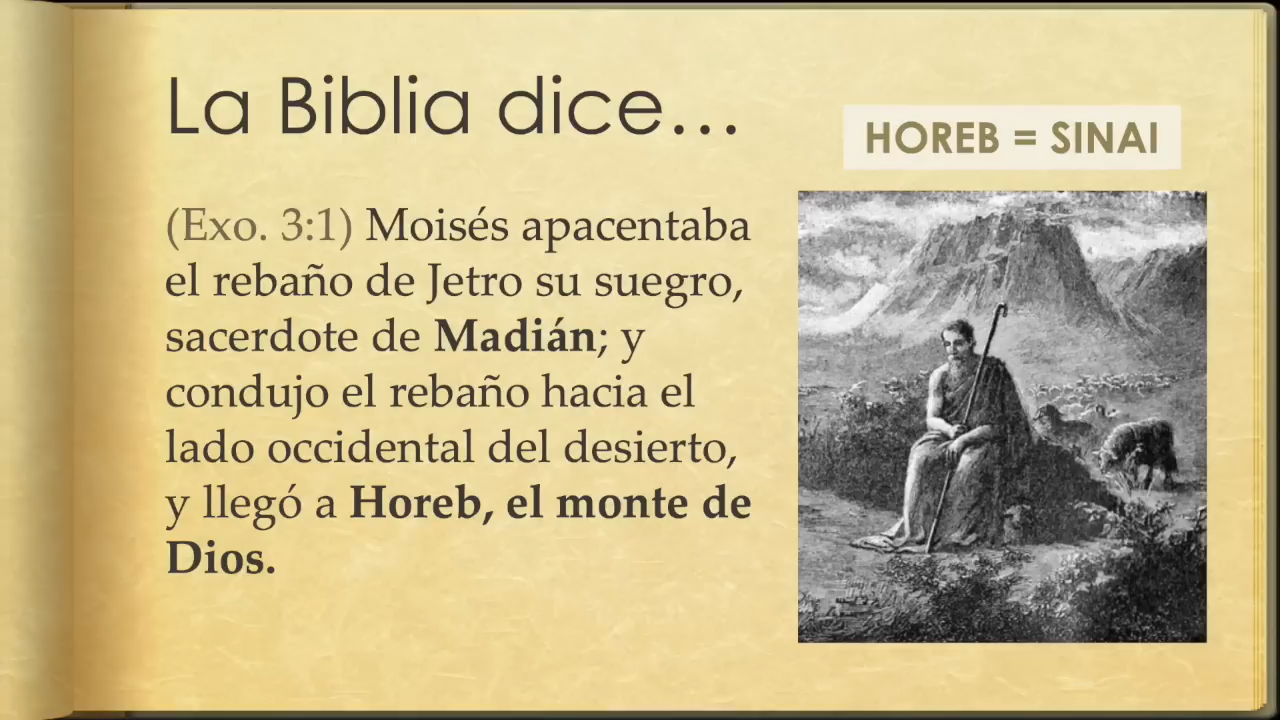 La Biblia dice...
HOREB = SINAI
(Exo. 3:1) Moisés apacentaba
el rebaño de Jetro su suegro,
sacerdote de Madián; y
condujo el rebaño hacia el
lado occidental del desierto,
y llegó a Horeb, el monte de
Dios.